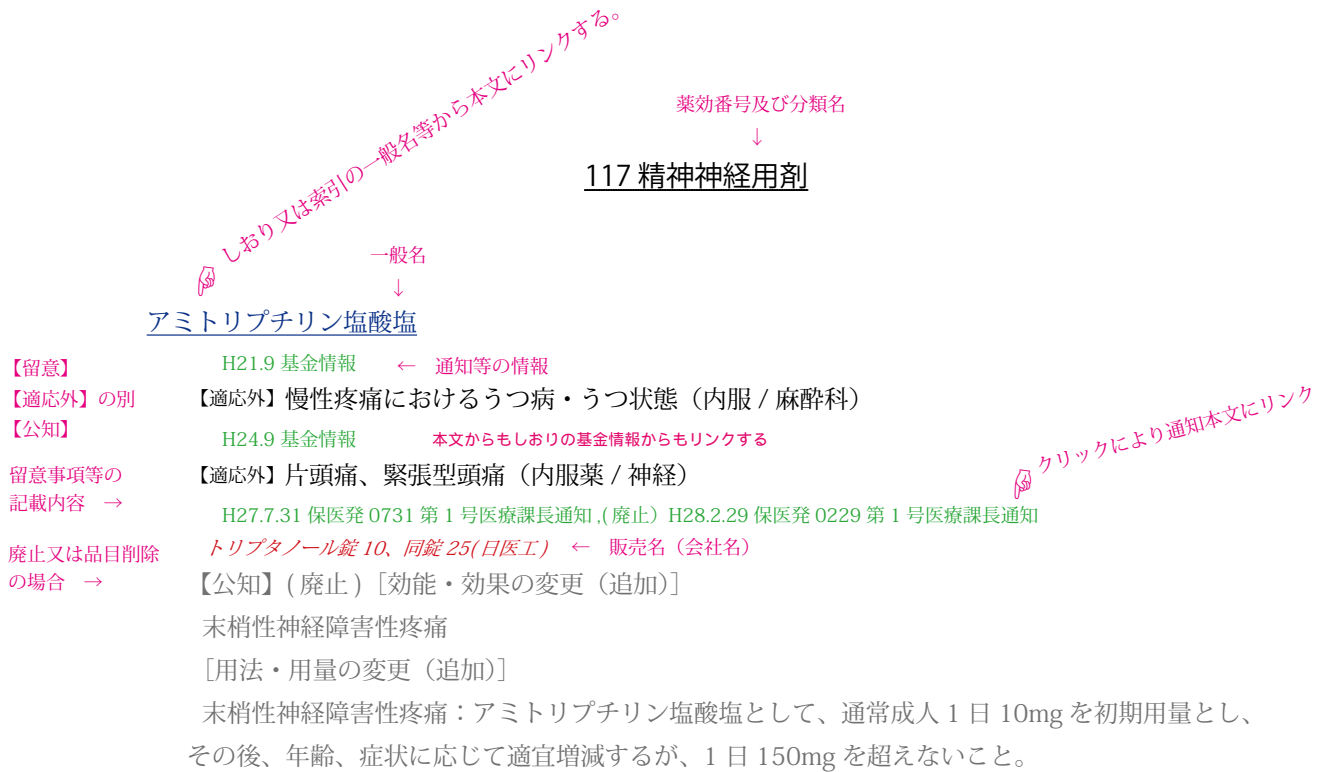 ☟ しおり又は索引の一般名等から本文にリンクする。
薬効番号及び分類名
↓
117 精神神経用剤
一般名
↓
アミトリプチリン塩酸塩
【留意】
【適応外】の別
【公知】
H21.9 基金情報 ← 通知等の情報
【適応外】慢性疼痛におけるうつ病・うつ状態（内服 / 麻酔科）
H24.9 基金情報 本文からもしおりの基金情報からもリンクする
☟ クリックにより通知本文にリンク
留意事項等の
記載内容 →
【適応外】片頭痛、緊張型頭痛（内服薬 / 神経）
H27.7.31 保医発 0731 第 1 号医療課長通知 ,( 廃止）H28.2.29 保医発 0229 第 1 号医療課長通知
廃止又は品目削除
の場合 →
トリプタノール錠 10、同錠 25( 日医工 ) ← 販売名（会社名）
【公知】( 廃止 )［効能・効果の変更（追加）］
末梢性神経障害性疼痛
［用法・用量の変更（追加）］
末梢性神経障害性疼痛：アミトリプチリン塩酸塩として、通常成人 1 日 10mg を初期用量とし、
その後、年齢、症状に応じて適宜増減するが、1 日 150mg を超えないこと。